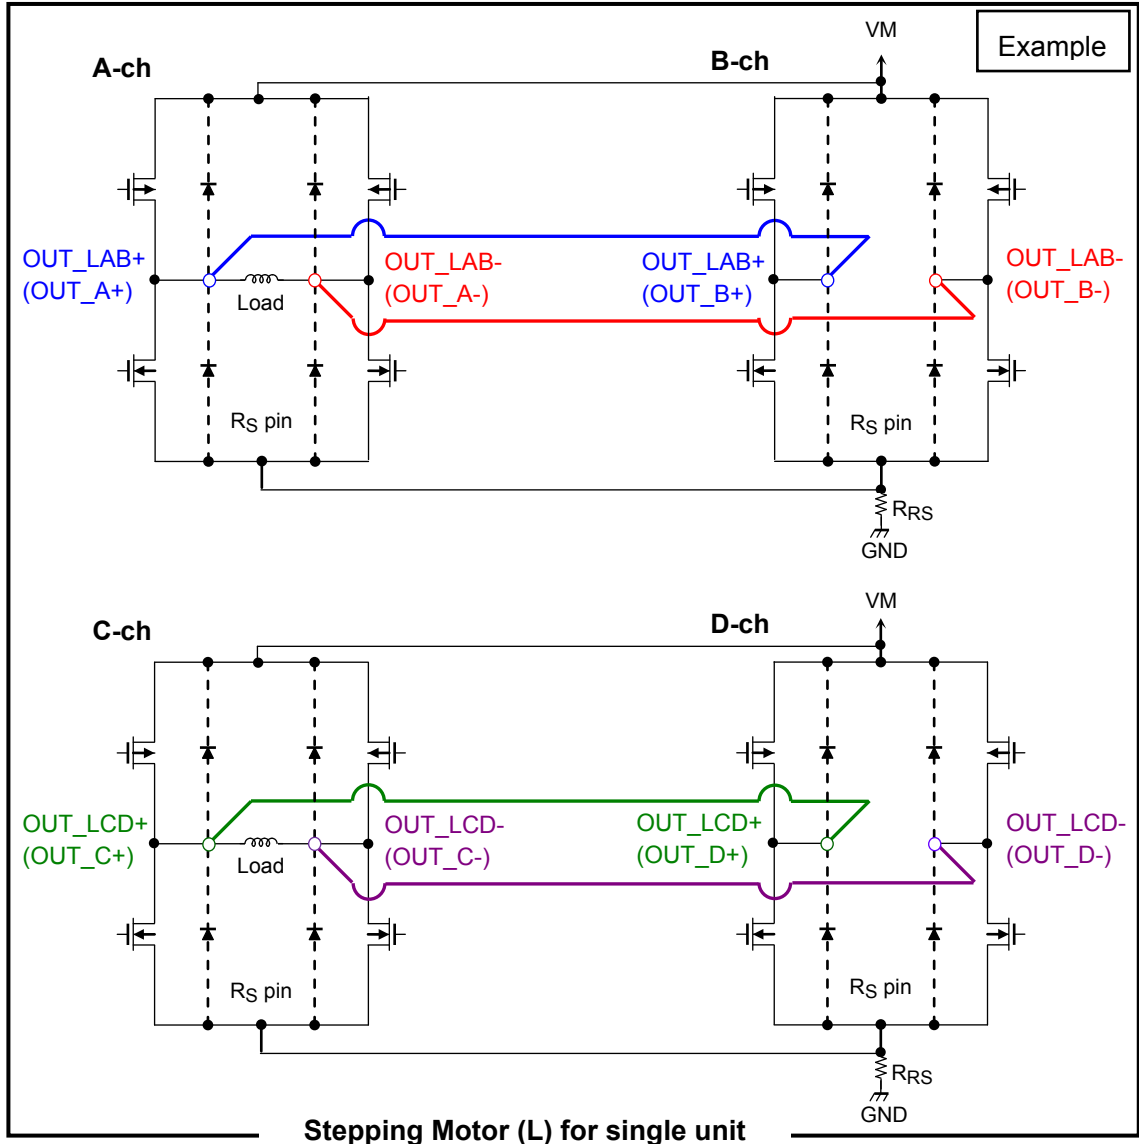 Example
VM
A-ch
B-ch
OUT_LAB+
(OUT_A+)
Load
OUT_LAB-
(OUT_A-)
OUT_LAB+
(OUT_B+)
OUT_LAB-
(OUT_B-)
RS pin
RS pin
RRS
GND
VM
C-ch
D-ch
OUT_LCD+
(OUT_C+)
Load
OUT_LCD-
(OUT_C-)
OUT_LCD+
(OUT_D+)
OUT_LCD-
(OUT_D-)
RS pin
RS pin
RRS
GND
Stepping Motor (L) for single unit